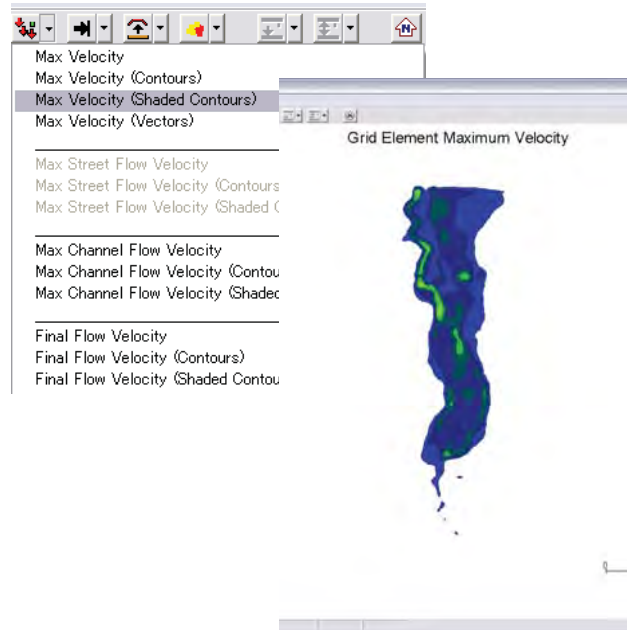 N
Max Velocity
Max Velocity (Contours)
Max Velocity (Shaded Contours)
Max Velocity (Vectors)
Max Street Flow Velocity
Max Street Flow Velocity (Contours
Max Street Flow Velocity (Shaded (
Max Channel Flow Velocity
Max Channel Flow Velocity (Contou
Max Channel Flow Velocity (Shaded
Final Flow Velocity
Final Flow Velocity (Contours)
Final Flow Velocity (Shaded Contou
Grid Element Maximum Velocity